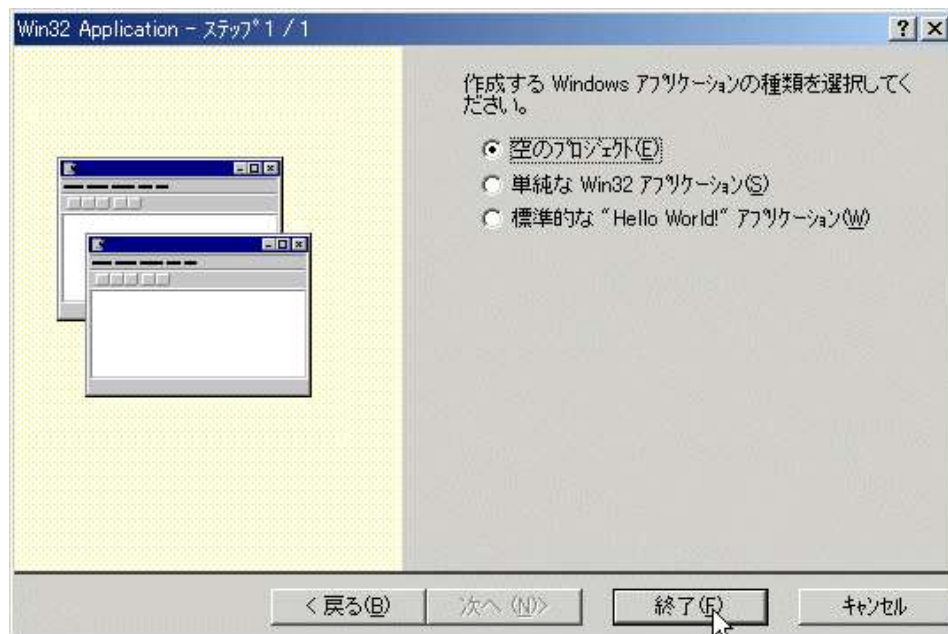 Win32 Application - ステップ 1 / 1
作成する Windows アプリケーションの種類を選択してく
ださい。
空のプロジェクト(E)
単純な Win32 アプリケーション(S)
標準的な “Hello World!” アプリケーション(W)
< 戻る(B)
次へ (N)>
終了(F)
キャンセル